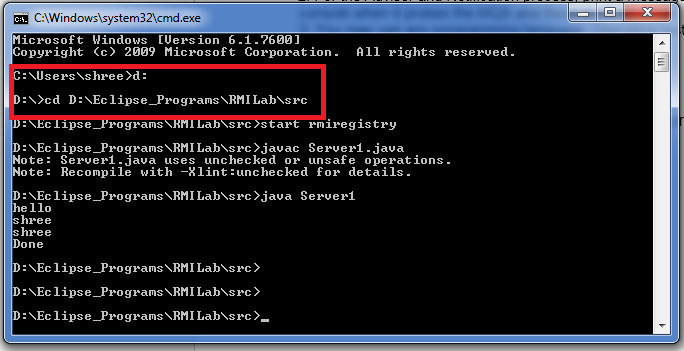 C:\Windows\system32\cmd.exe
Microsoft Windows [Version 6.1.7600]
Copyright (c) 2009 Microsoft Corporation.  All rights reserved.
C:\Users\shree>d:
D:\>cd D:\Eclipse_Programs\RMILab\src
D:\Eclipse_Programs\RMILab\src>start rmiregistry
D:\Eclipse_Programs\RMILab\src>javac Server1.java
Note: Server1.java uses unchecked or unsafe operations.
Note: Recompile with -Xlint:unchecked for details.
D:\Eclipse_Programs\RMILab\src>java Server1
hello
shree
shree
Done
D:\Eclipse_Programs\RMILab\src>
D:\Eclipse_Programs\RMILab\src>
D:\Eclipse_Programs\RMILab\src>_